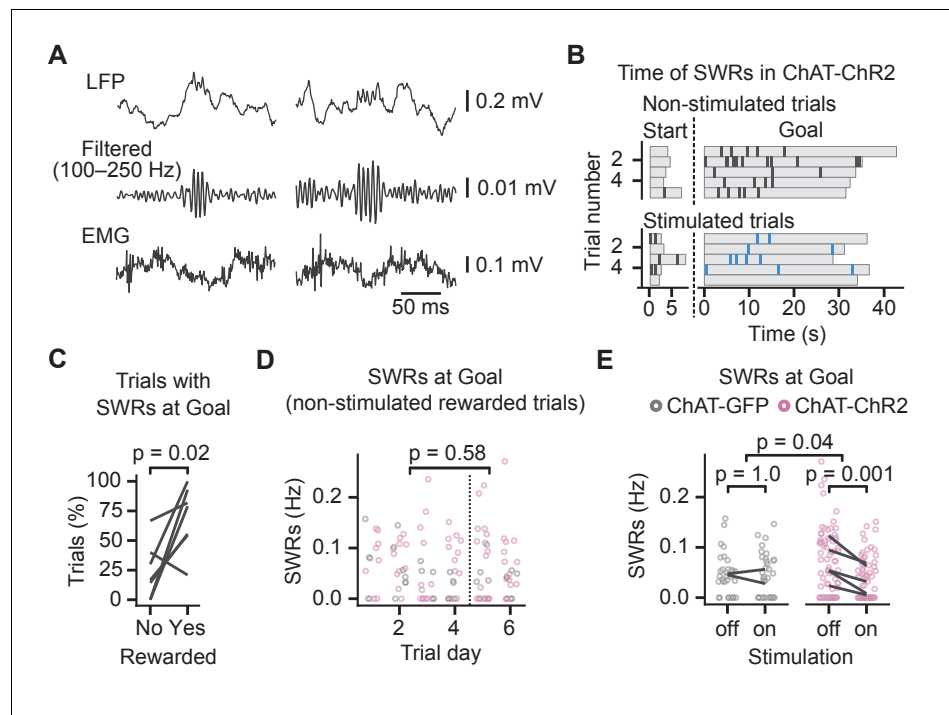 A
LFP
0.2 mV
Filtered
(100–250 Hz)
0.01 mV
EMG
0.1 mV
50 ms
B
Time of SWRs in ChAT-ChR2
Non-stimulated trials
Start Goal
Trial number
2
4
Stimulated trials
2
4
0 5 0 10 20 30 40
Time (s)
C
Trials with
SWRs at Goal
p = 0.02
Trials (%)
100
75
50
25
0
No Yes
Rewarded
D
SWRs at Goal
(non-stimulated rewarded trials)
p = 0.58
SWRs (Hz)
0.2
0.1
0.0
2 4 6
Trial day
E
SWRs at Goal
ChAT-GFP ChAT-ChR2
p = 0.04
p = 1.0 p = 0.001
SWRs (Hz)
0.2
0.1
0.0
off on off on
Stimulation